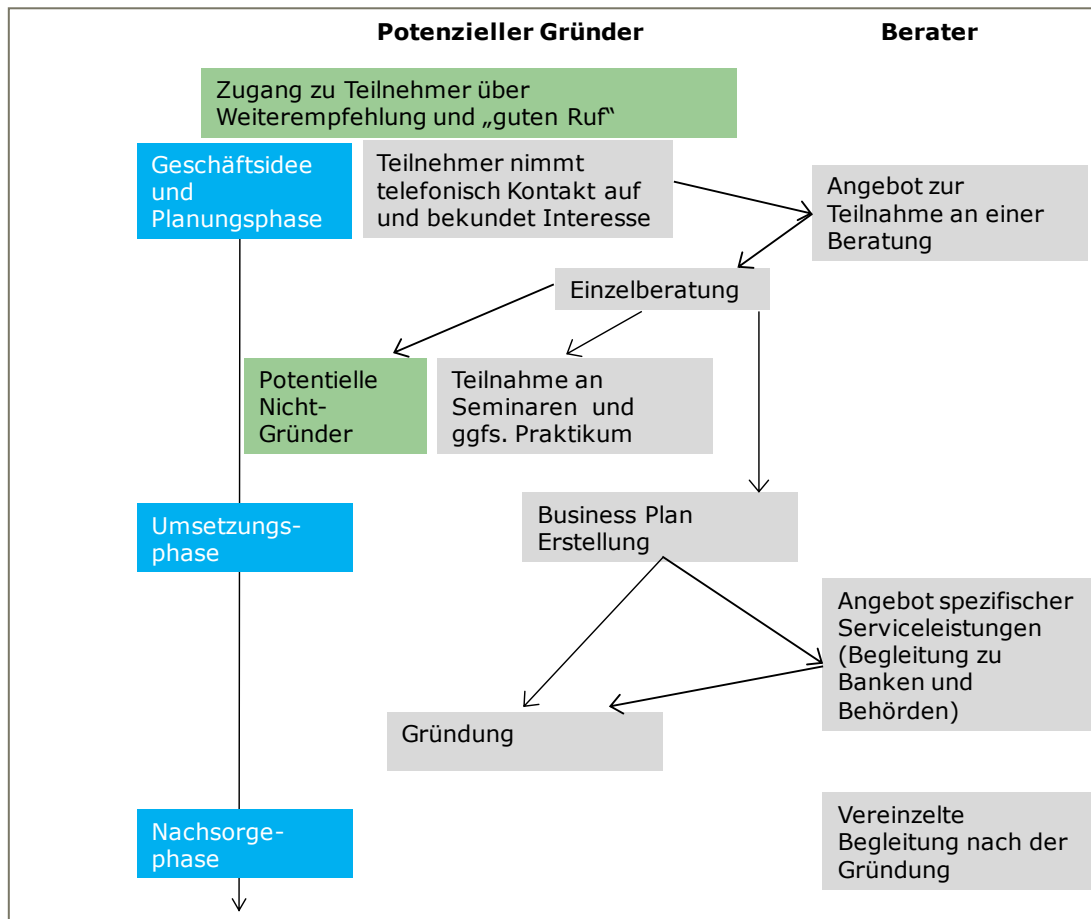 Potenzieller Gründer
Berater
Zugang zu Teilnehmer über
Weiterempfehlung und „guten Ruf“
Geschäftsidee
und
Planungsphase
Teilnehmer nimmt
telefonisch Kontakt auf
und bekundet Interesse
Angebot zur
Teilnahme an einer
Beratung
Einzelberatung
Potentielle
Nicht-
Gründer
Teilnahme an
Seminaren und
ggfs. Praktikum
Umsetzungs-
phase
Business Plan
Erstellung
Angebot spezifischer
Serviceleistungen
(Begleitung zu
Banken und
Behörden)
Gründung
Nachsorge-
phase
Vereinzelte
Begleitung nach der
Gründung